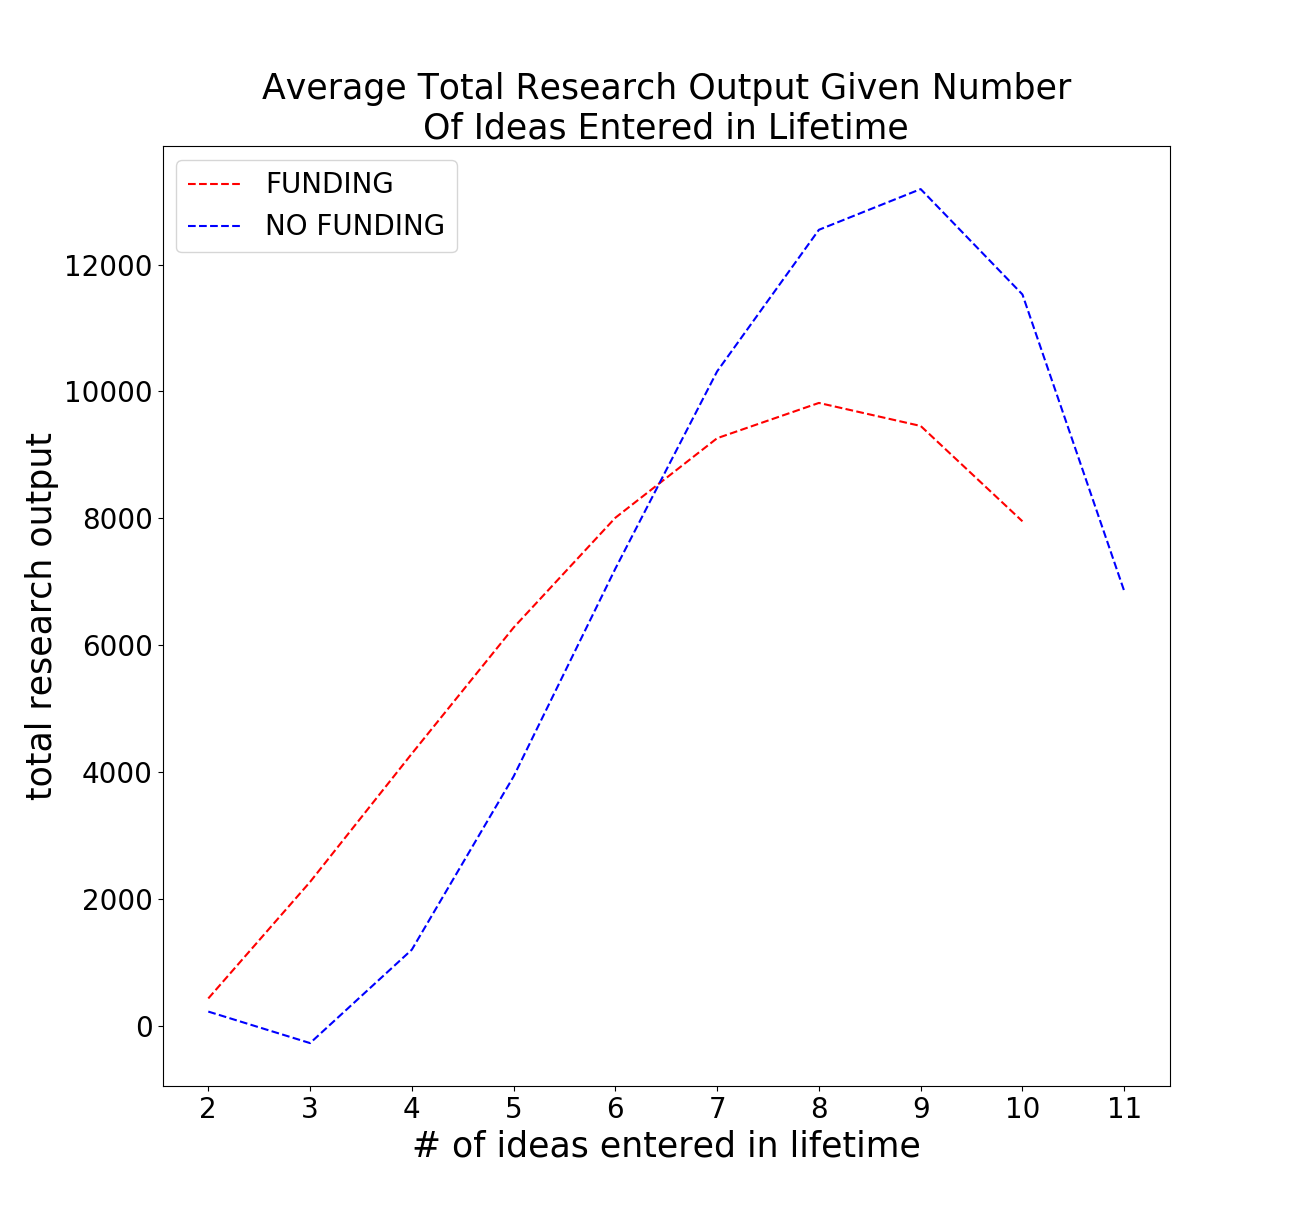 Average Total Research Output Given Number
Of Ideas Entered in Lifetime
FUNDING
NO FUNDING
12000
10000
8000
6000
4000
2000
0
total research output
2 3 4 5 6 7 8 9 10 11
# of ideas entered in lifetime